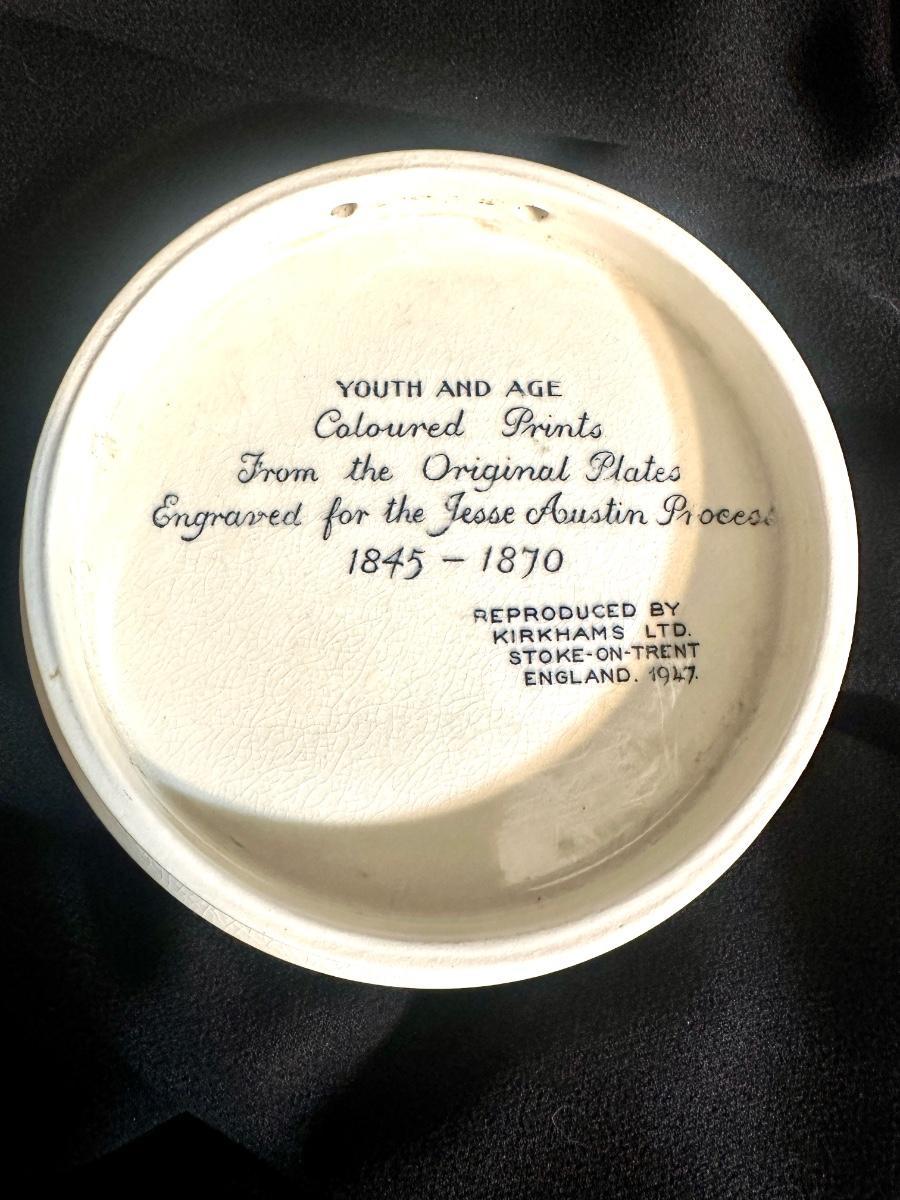 YOUTH AND AGE
Coloured Prints
From the Original Plates
Engraved for the Jesse Austin Process
1845 – 1870
REPRODUCED BY
KIRKHAMS LTD.
STOKE-ON-TRENT
ENGLAND. 1947.